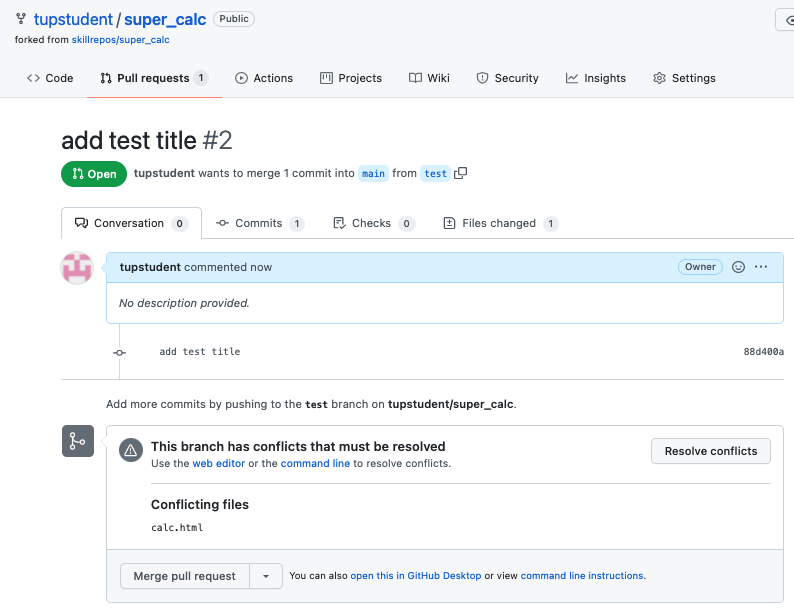 tupstudent / super_calc Public
forked from skillrepos/super_calc
Code Pull requests 1 Actions Projects Wiki Security Insights Settings
add test title #2
Open tupstudent wants to merge 1 commit into main from test
Conversation 0 Commits 1 Checks 0 Files changed 1
tupstudent commented now Owner
No description provided.
add test title 88d400a
Add more commits by pushing to the test branch on tupstudent/super_calc.
This branch has conflicts that must be resolved
Use the web editor or the command line to resolve conflicts.
Resolve conflicts
Conflicting files
calc.html
Merge pull request You can also open this in GitHub Desktop or view command line instructions.